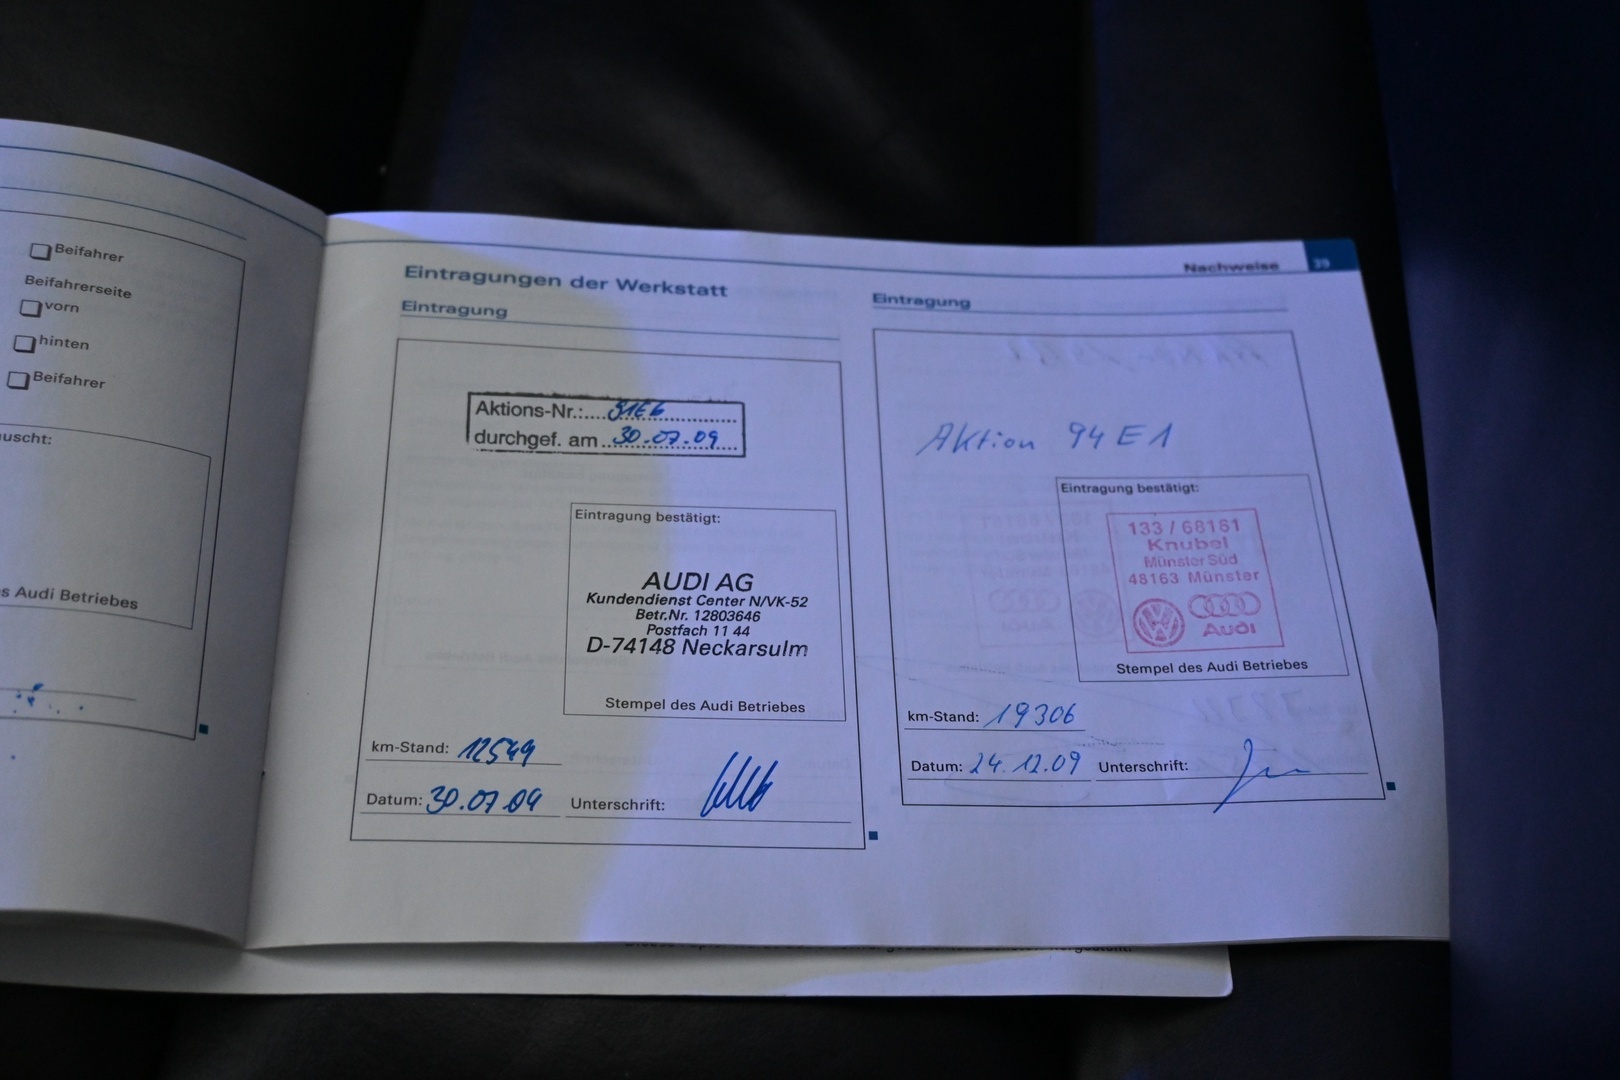 Beifahrer
Beifahrerseite
vorn
hinten
Beifahrer
uscht:
s Audi Betriebes
Nachweise 39
Eintragungen der Werkstatt
Eintragung
Aktions-Nr.: 91E6
durchgef. am 30.07.09
Eintragung bestätigt:
AUDI AG
Kundendienst Center N/VK-52
Betr.Nr. 12803646
Postfach 11 44
D-74148 Neckarsulm
Stempel des Audi Betriebes
km-Stand: 12549
Datum: 30.07.09 Unterschrift:
Eintragung
Aktion 94E1
Eintragung bestätigt:
133 / 68161
Knubel
Münster Süd
48163 Münster
Audi
Stempel des Audi Betriebes
km-Stand: 19306
Datum: 24.12.09 Unterschrift: